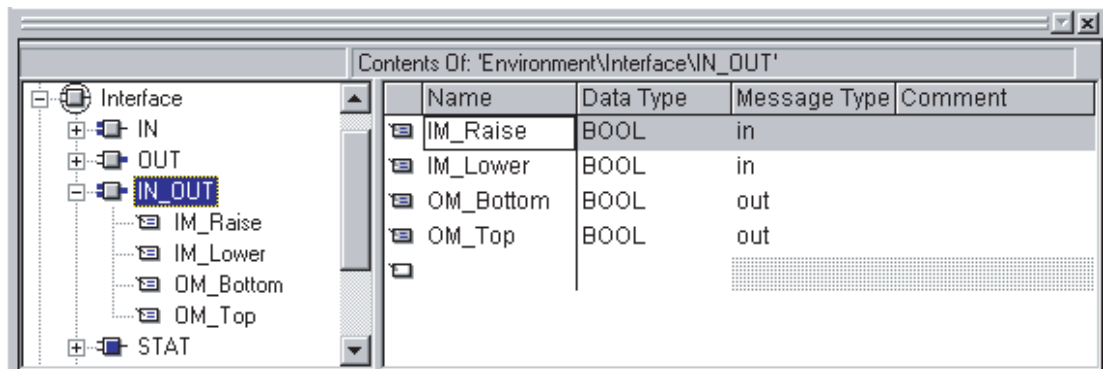 Contents Of: 'Environment\Interface\IN_OUT'
Interface
IN
OUT
IN_OUT
IM_Raise
IM_Lower
OM_Bottom
OM_Top
STAT
Name Data Type Message Type Comment
IM_Raise BOOL in
IM_Lower BOOL in
OM_Bottom BOOL out
OM_Top BOOL out